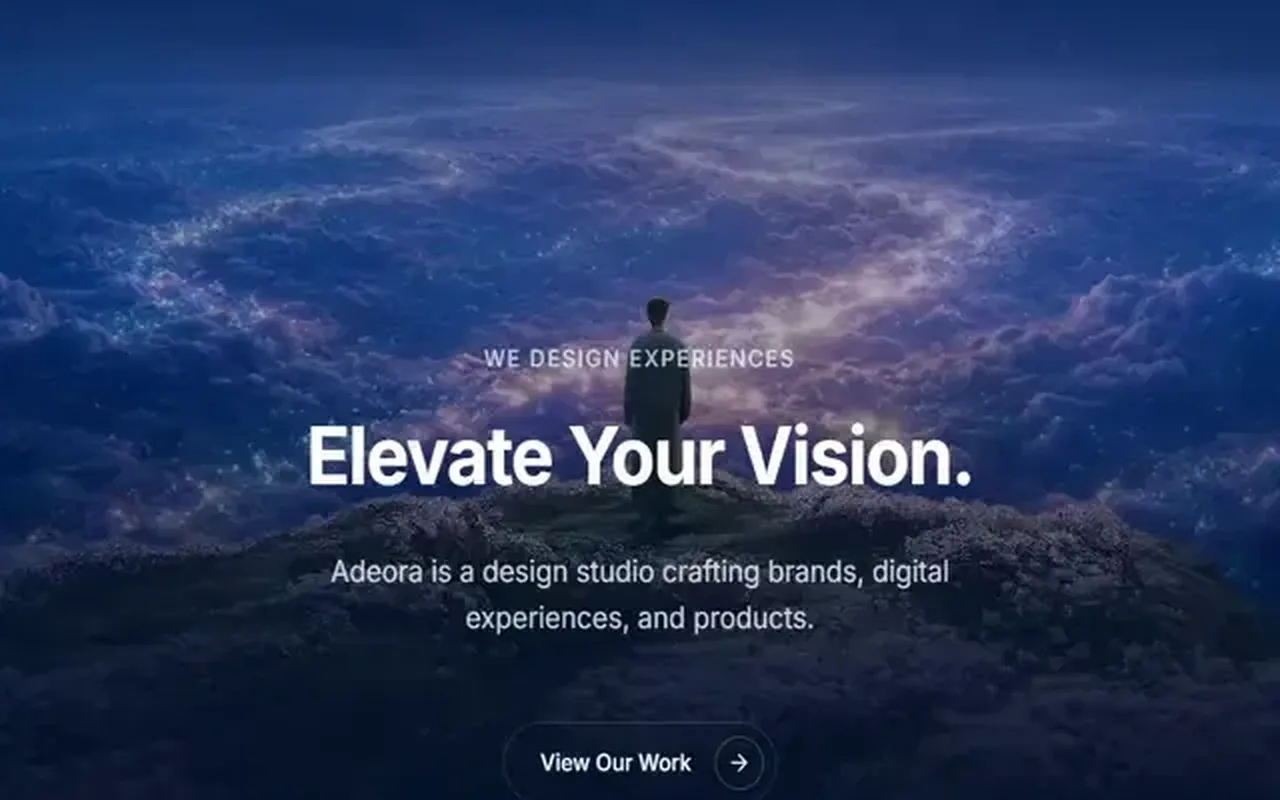 WE DESIGN EXPERIENCES
Elevate Your Vision.
Adeora is a design studio crafting brands, digital
experiences, and products.
View Our Work